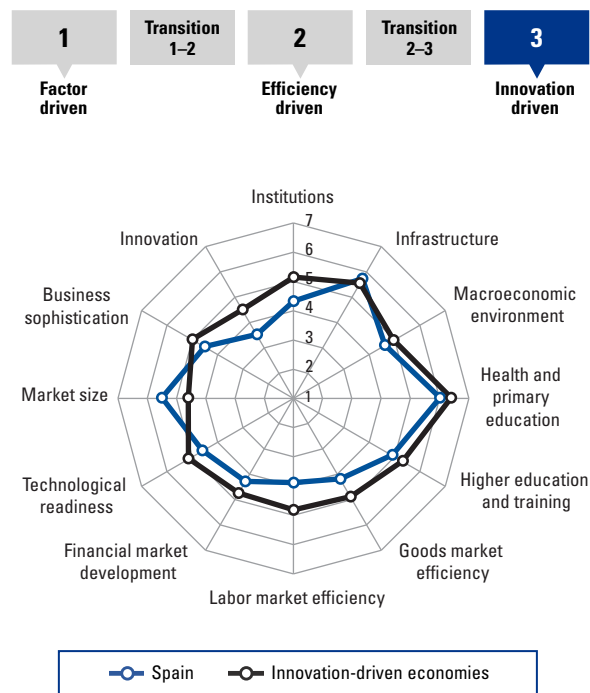 1
Transition
1–2
2
Transition
2–3
3
Factor
driven
Efficiency
driven
Innovation
driven
Institutions
7
Innovation
6
Infrastructure
5
Business
sophistication
4
Macroeconomic
environment
3
2
Market size
1
Health and
primary
education
Technological
readiness
Higher education
and training
Financial market
development
Goods market
efficiency
Labor market efficiency
Spain
Innovation-driven economies